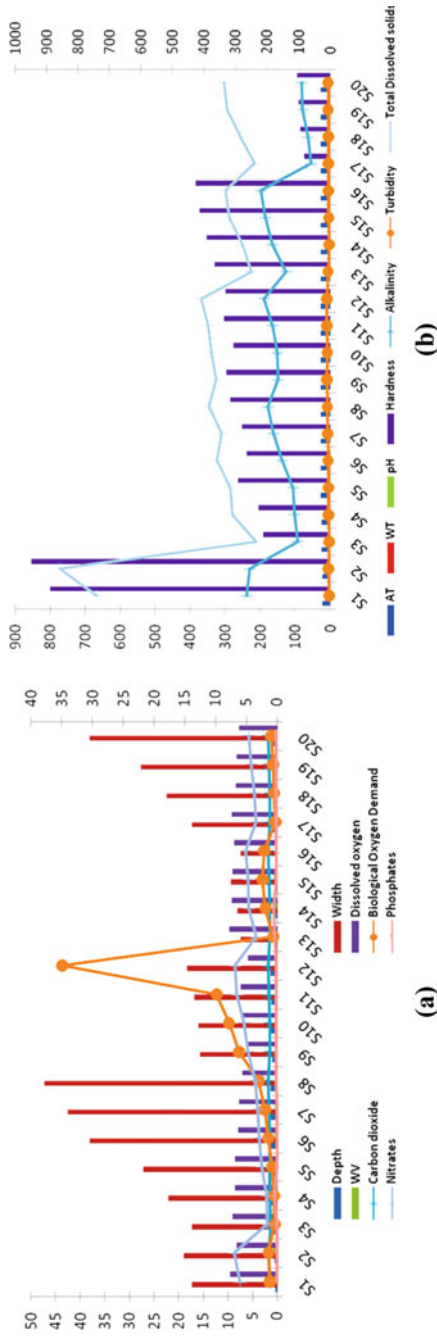 50
45
40
35
30
25
20
15
10
5
0
40
35
30
25
20
15
10
5
0
S1
S2
S3
S4
S5
S6
S7
S8
S9
S10
S11
S12
S13
S14
S15
S16
S17
S18
S19
S20
Depth
Width
WV
Dissolved oxygen
Carbon dioxide
Biological Oxygen Demand
Nitrates
Phosphates
(a)
900
800
700
600
500
400
300
200
100
0
1000
900
800
700
600
500
400
300
200
100
0
S1
S2
S3
S4
S5
S6
S7
S8
S9
S10
S11
S12
S13
S14
S15
S16
S17
S18
S19
S20
AT
WT
pH
Hardness
Alkalinity
Turbidity
Total Dissolved solids
(b)